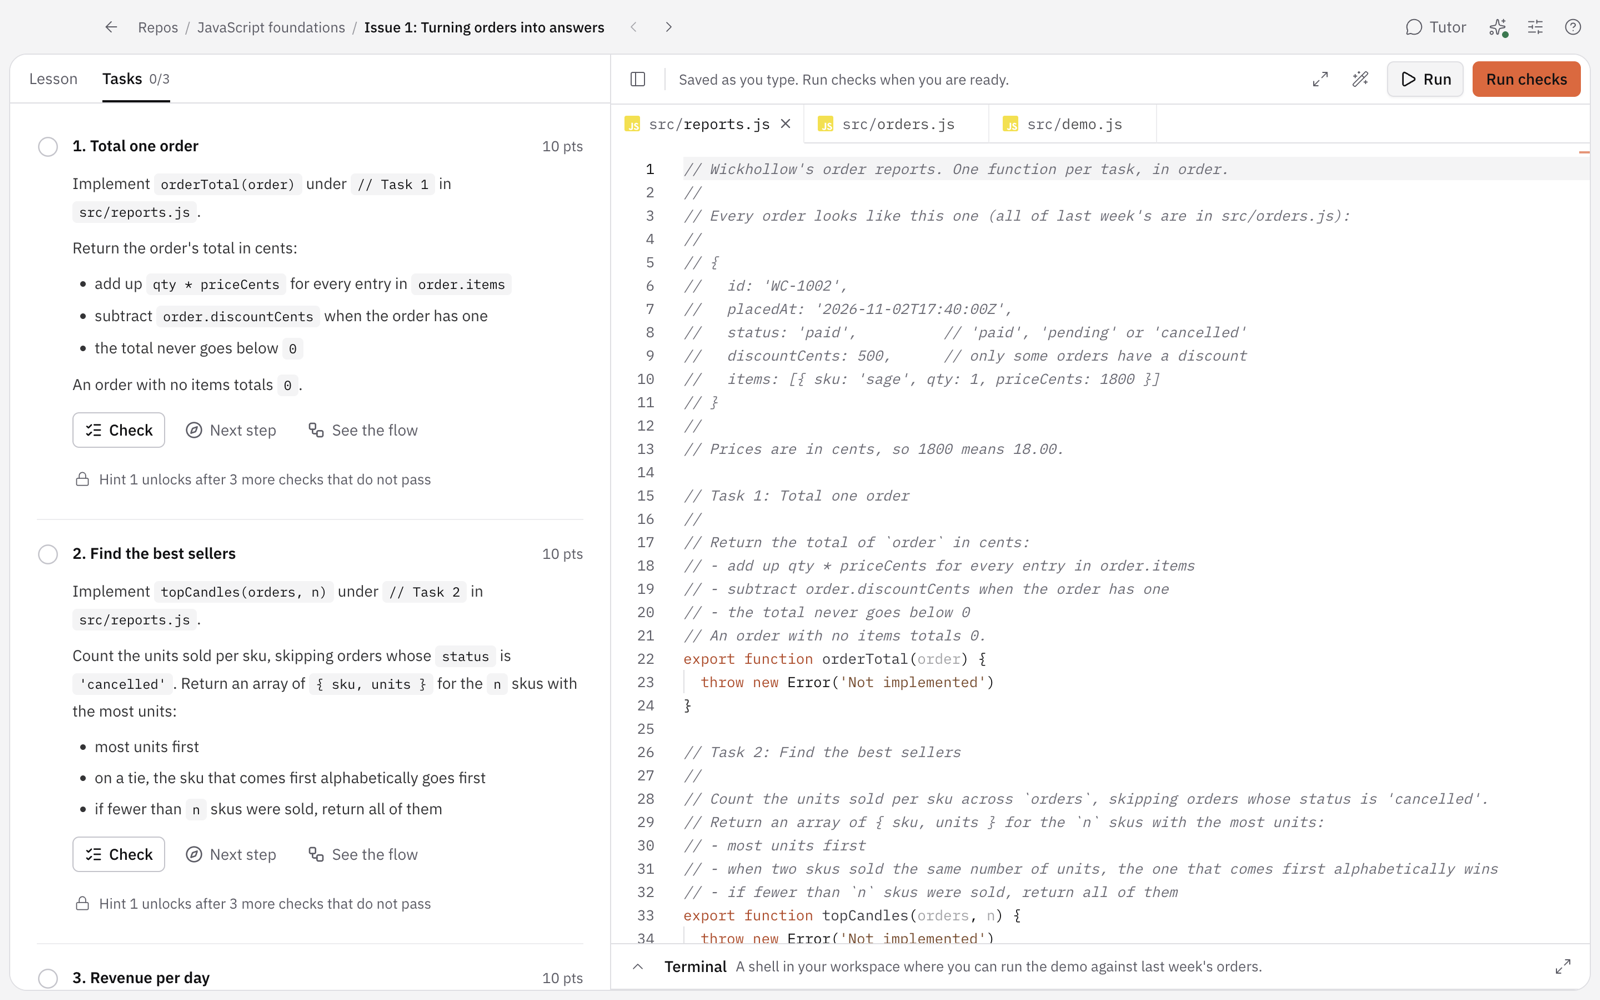 Repos / JavaScript foundations / Issue 1: Turning orders into answers
Tutor
Lesson
Tasks 0/3
1. Total one order 10 pts
Implement orderTotal(order) under // Task 1 in
src/reports.js.
Return the order's total in cents:
• add up qty * priceCents for every entry in order.items
• subtract order.discountCents when the order has one
• the total never goes below 0
An order with no items totals 0.
Check Next step See the flow
Hint 1 unlocks after 3 more checks that do not pass
2. Find the best sellers 10 pts
Implement topCandles(orders, n) under // Task 2 in
src/reports.js.
Count the units sold per sku, skipping orders whose status is
'cancelled'. Return an array of { sku, units } for the n skus with
the most units:
• most units first
• on a tie, the sku that comes first alphabetically goes first
• if fewer than n skus were sold, return all of them
Check Next step See the flow
Hint 1 unlocks after 3 more checks that do not pass
3. Revenue per day 10 pts
Saved as you type. Run checks when you are ready.
Run
Run checks
JS src/reports.js
JS src/orders.js
JS src/demo.js
1 // Wickhollow's order reports. One function per task, in order.
2 //
3 // Every order looks like this one (all of last week's are in src/orders.js):
4 //
5 // {
6 //   id: 'WC-1002',
7 //   placedAt: '2026-11-02T17:40:00Z',
8 //   status: 'paid',          // 'paid', 'pending' or 'cancelled'
9 //   discountCents: 500,      // only some orders have a discount
10 //   items: [{ sku: 'sage', qty: 1, priceCents: 1800 }]
11 // }
12 //
13 // Prices are in cents, so 1800 means 18.00.
14
15 // Task 1: Total one order
16 //
17 // Return the total of `order` in cents:
18 // - add up qty * priceCents for every entry in order.items
19 // - subtract order.discountCents when the order has one
20 // - the total never goes below 0
21 // An order with no items totals 0.
22 export function orderTotal(order) {
23   throw new Error('Not implemented')
24 }
25
26 // Task 2: Find the best sellers
27 //
28 // Count the units sold per sku across `orders`, skipping orders whose status is 'cancelled'.
29 // Return an array of { sku, units } for the `n` skus with the most units:
30 // - most units first
31 // - when two skus sold the same number of units, the one that comes first alphabetically wins
32 // - if fewer than `n` skus were sold, return all of them
33 export function topCandles(orders, n) {
34   throw new Error('Not implemented')
Terminal A shell in your workspace where you can run the demo against last week's orders.